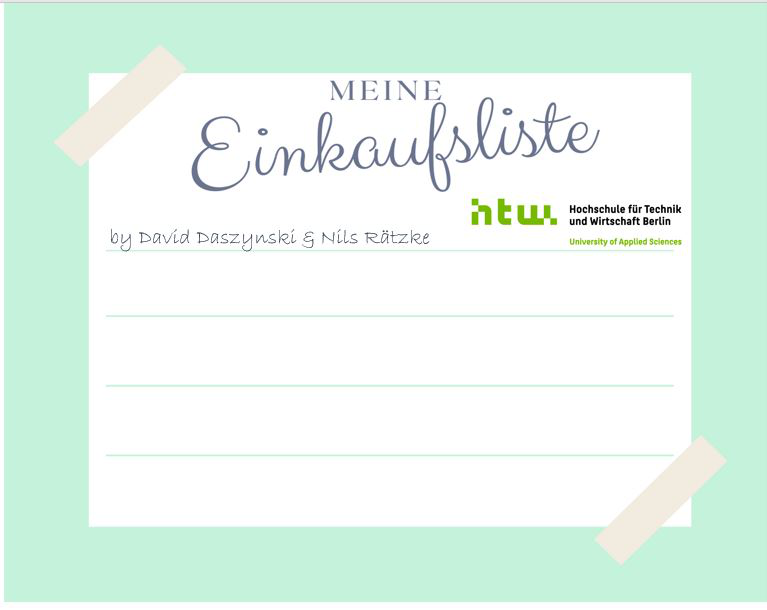 MEINE
Einkaufsliste
htw.
Hochschule für Technik
und Wirtschaft Berlin
University of Applied Sciences
by David Daszynski & Nils Rätzke